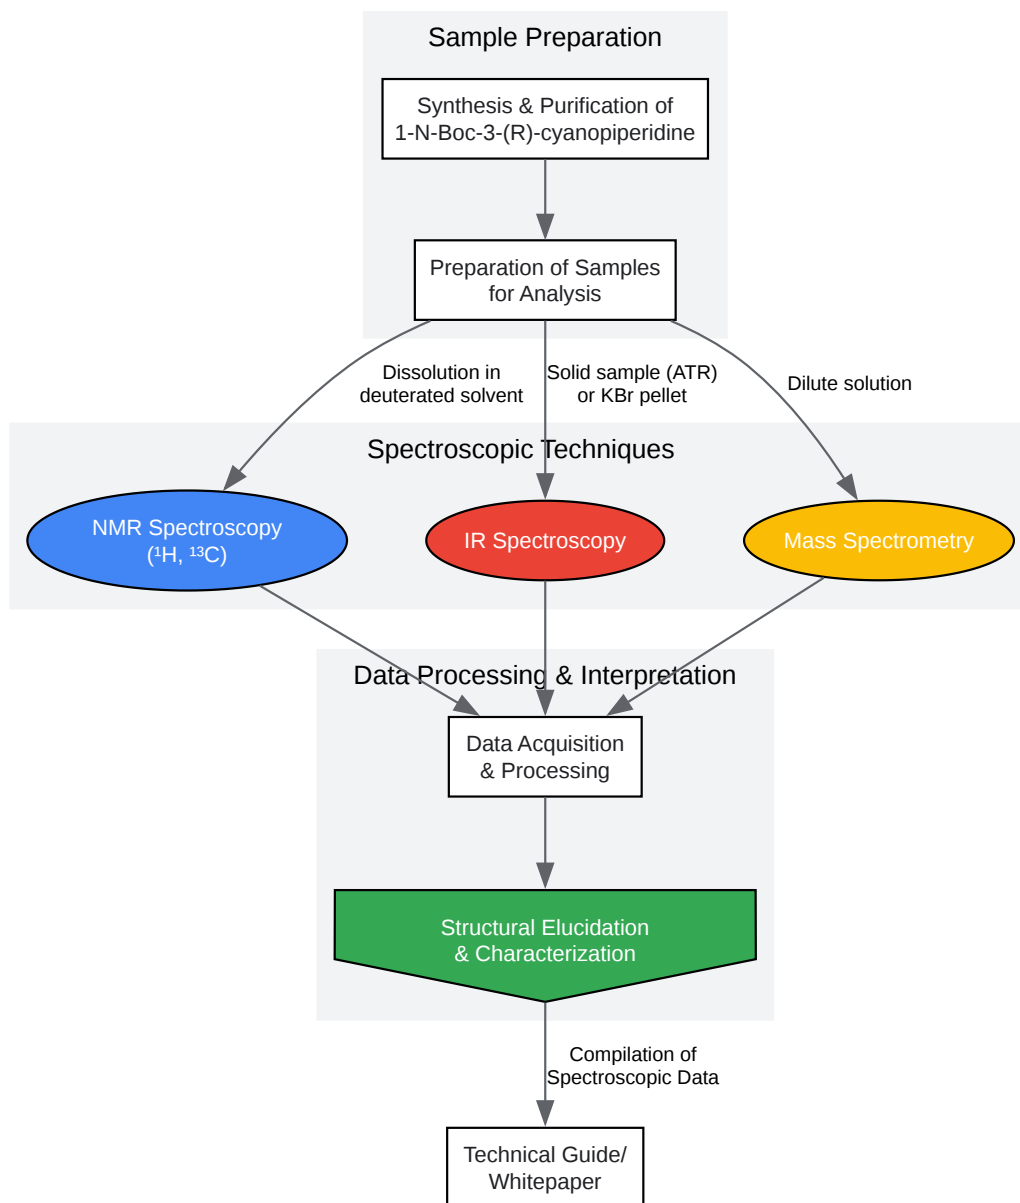 Sample Preparation
Synthesis & Purification of
1-N-Boc-3-(R)-cyanopiperidine
Preparation of Samples
for Analysis
Dissolution in
deuterated solvent
Solid sample (ATR)
or KBr pellet
Dilute solution
Spectroscopic Techniques
NMR Spectroscopy
(¹H, ¹³C)
IR Spectroscopy
Mass Spectrometry
Data Processing & Interpretation
Data Acquisition
& Processing
Structural Elucidation
& Characterization
Compilation of
Spectroscopic Data
Technical Guide/
Whitepaper